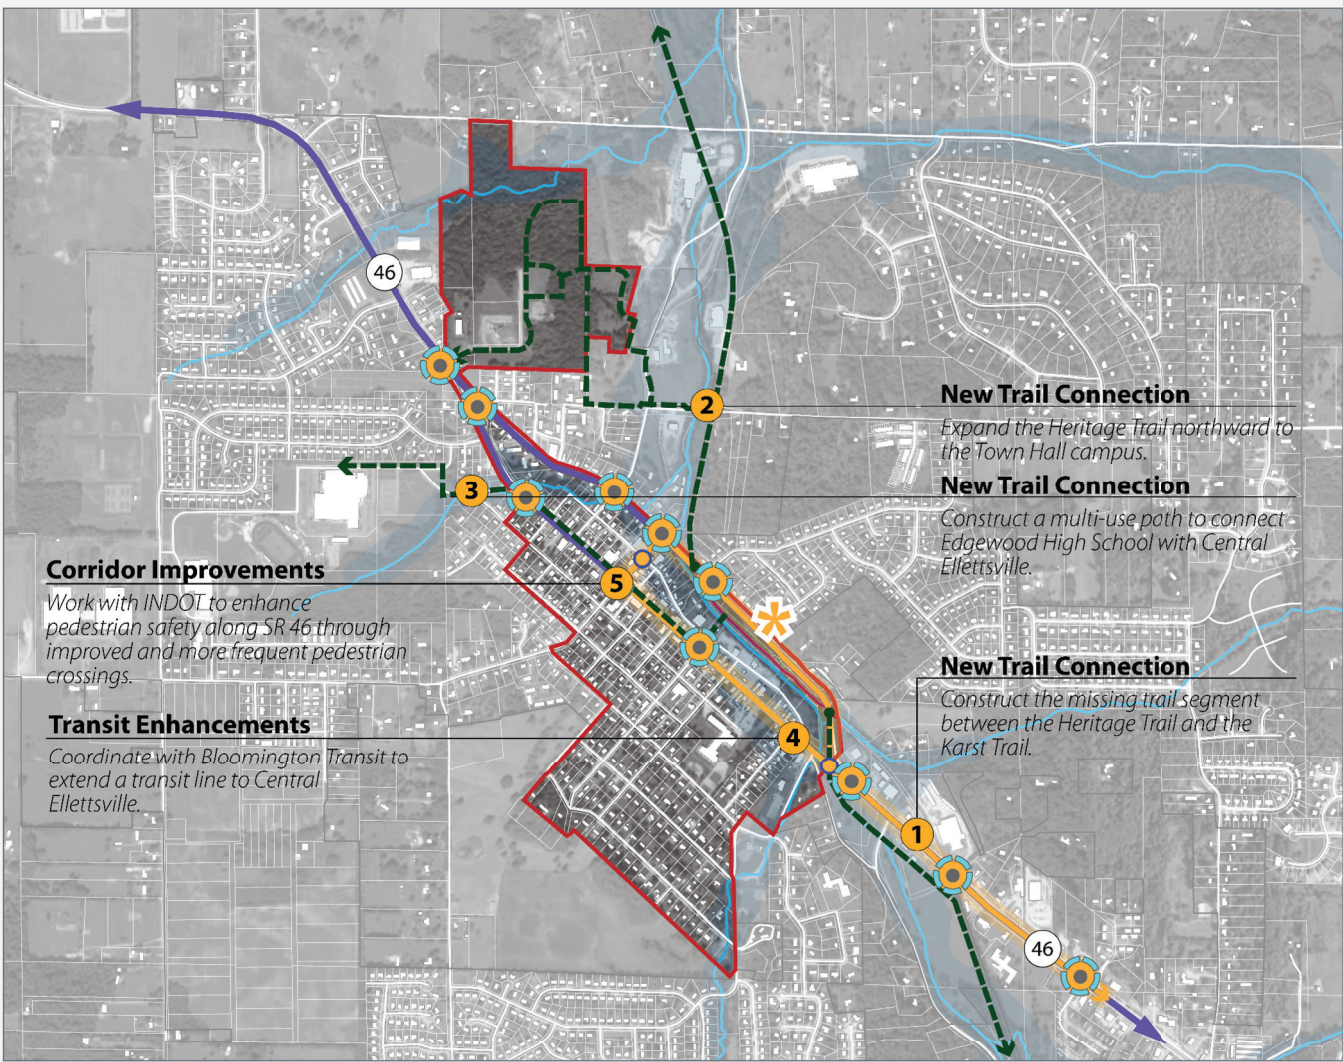 46
2
New Trail Connection
Expand the Heritage Trail northward to
the Town Hall campus.
3
New Trail Connection
Construct a multi-use path to connect
Edgewood High School with Central
Ellettsville.
Corridor Improvements
Work with INDOT to enhance
pedestrian safety along SR 46 through
improved and more frequent pedestrian
crossings.
5
*
New Trail Connection
Construct the missing trail segment
between the Heritage Trail and the
Karst Trail.
Transit Enhancements
Coordinate with Bloomington Transit to
extend a transit line to Central
Ellettsville.
4
1
46